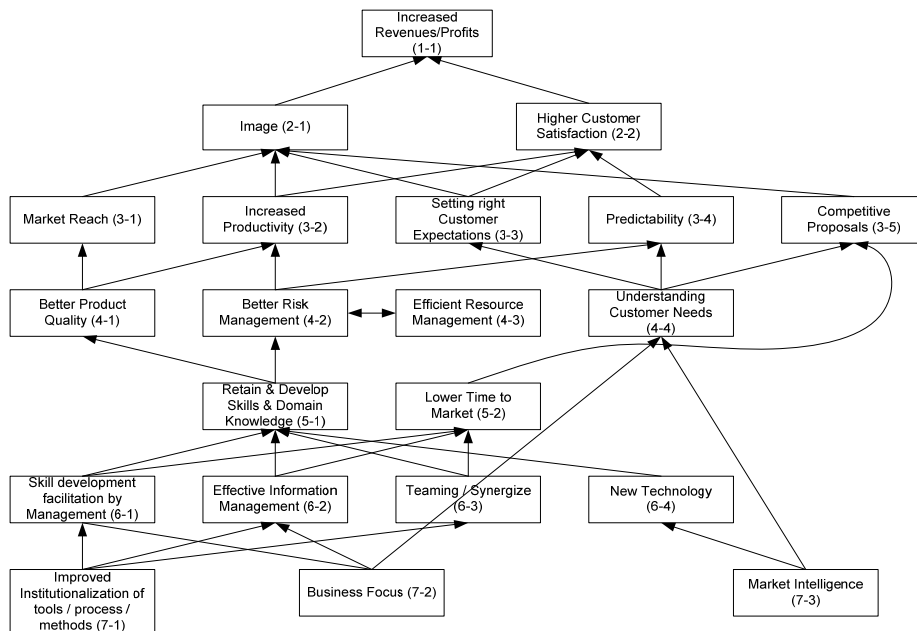 Increased
Revenues/Profits
(1-1)
Image (2-1)
Higher Customer
Satisfaction (2-2)
Market Reach (3-1)
Increased
Productivity (3-2)
Setting right
Customer
Expectations (3-3)
Predictability (3-4)
Competitive
Proposals (3-5)
Better Product
Quality (4-1)
Better Risk
Management (4-2)
Efficient Resource
Management (4-3)
Understanding
Customer Needs
(4-4)
Retain & Develop
Skills & Domain
Knowledge (5-1)
Lower Time to
Market (5-2)
Skill development
facilitation by
Management (6-1)
Effective Information
Management (6-2)
Teaming / Synergize
(6-3)
New Technology
(6-4)
Improved
Institutionalization of
tools / process /
methods (7-1)
Business Focus (7-2)
Market Intelligence
(7-3)